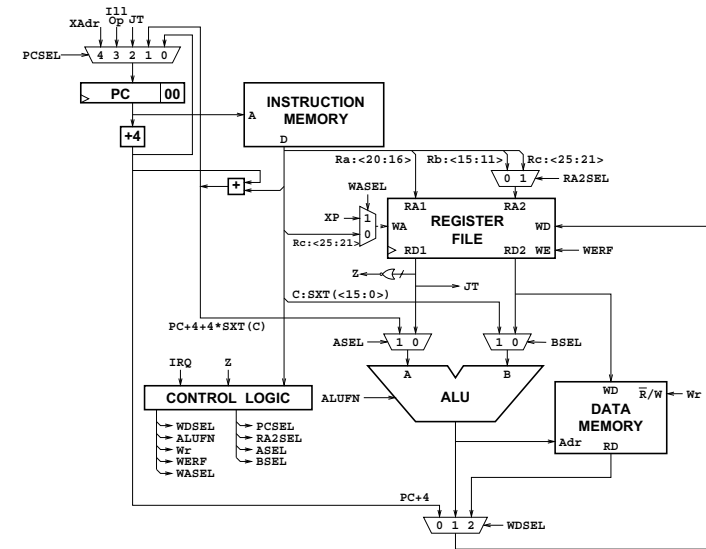 Ill
XAdr Op JT
PCSEL 4 3 2 1 0
PC 00
INSTRUCTION
MEMORY
A
D
+4
+
Ra:<20:16> Rb:<15:11> Rc:<25:21>
0 1 RA2SEL
WASEL
XP 1
0
Rc:<25:21>
RA1 RA2
WA REGISTER WD
FILE
RD1 RD2 WE WERF
Z
JT
C:SXT(<15:0>)
PC+4+4*SXT(C)
ASEL 1 0 1 0 BSEL
IRQ Z
A B
CONTROL LOGIC
ALUFN ALU
WD R̅/W Wr
DATA
MEMORY
Adr
RD
WDSEL PCSEL
ALUFN RA2SEL
Wr ASEL
WERF BSEL
WASEL
PC+4
0 1 2 WDSEL